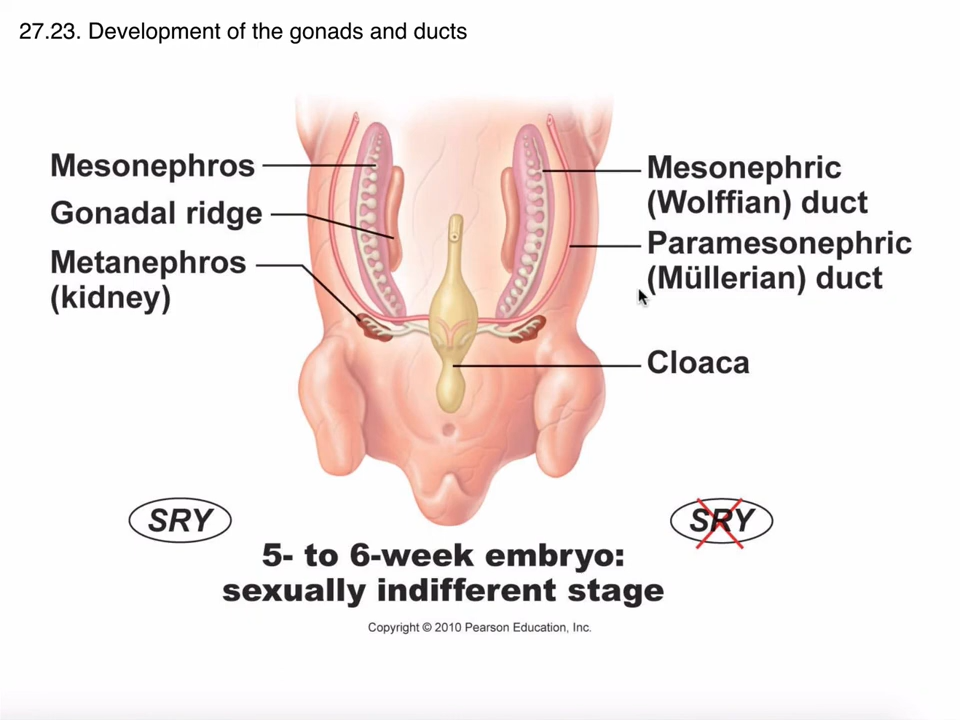 27.23. Development of the gonads and ducts
Mesonephros
Gonadal ridge
Metanephros
(kidney)
Mesonephric
(Wolffian) duct
Paramesonephric
(Müllerian) duct
Cloaca
SRY
SRY
5- to 6-week embryo:
sexually indifferent stage
Copyright © 2010 Pearson Education, Inc.